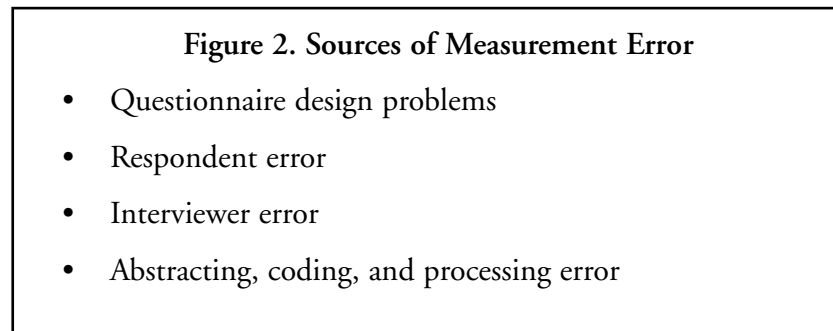 Figure 2. Sources of Measurement Error
• Questionnaire design problems
• Respondent error
• Interviewer error
• Abstracting, coding, and processing error